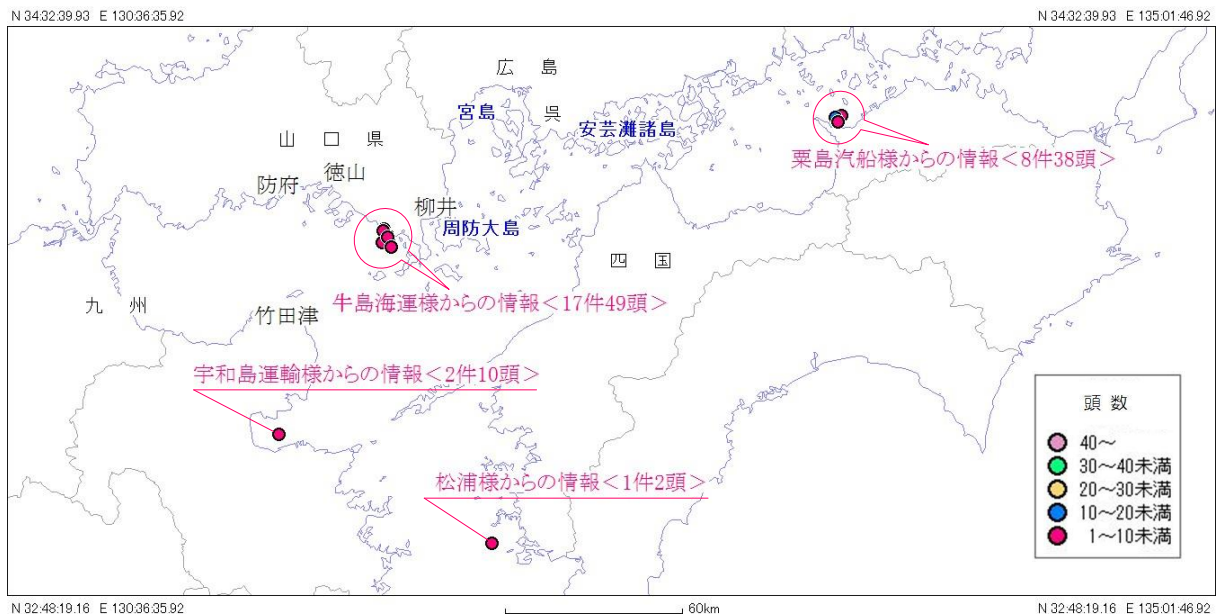 N 34:32:39.93 E 130:36:35.92
N 34:32:39.93 E 135:01:46.92
広島
宮島
呉
安芸灘諸島
山口県
粟島汽船様からの情報<8件38頭>
徳山
防府
柳井
周防大島
四国
牛島海運様からの情報<17件49頭>
九州
竹田津
宇和島運輸様からの情報<2件10頭>
松浦様からの情報<1件2頭>
頭数
40～
30～40未満
20～30未満
10～20未満
1～10未満
N 32:48:19.16 E 130:36:35.92
60km
N 32:48:19.16 E 135:01:46.92